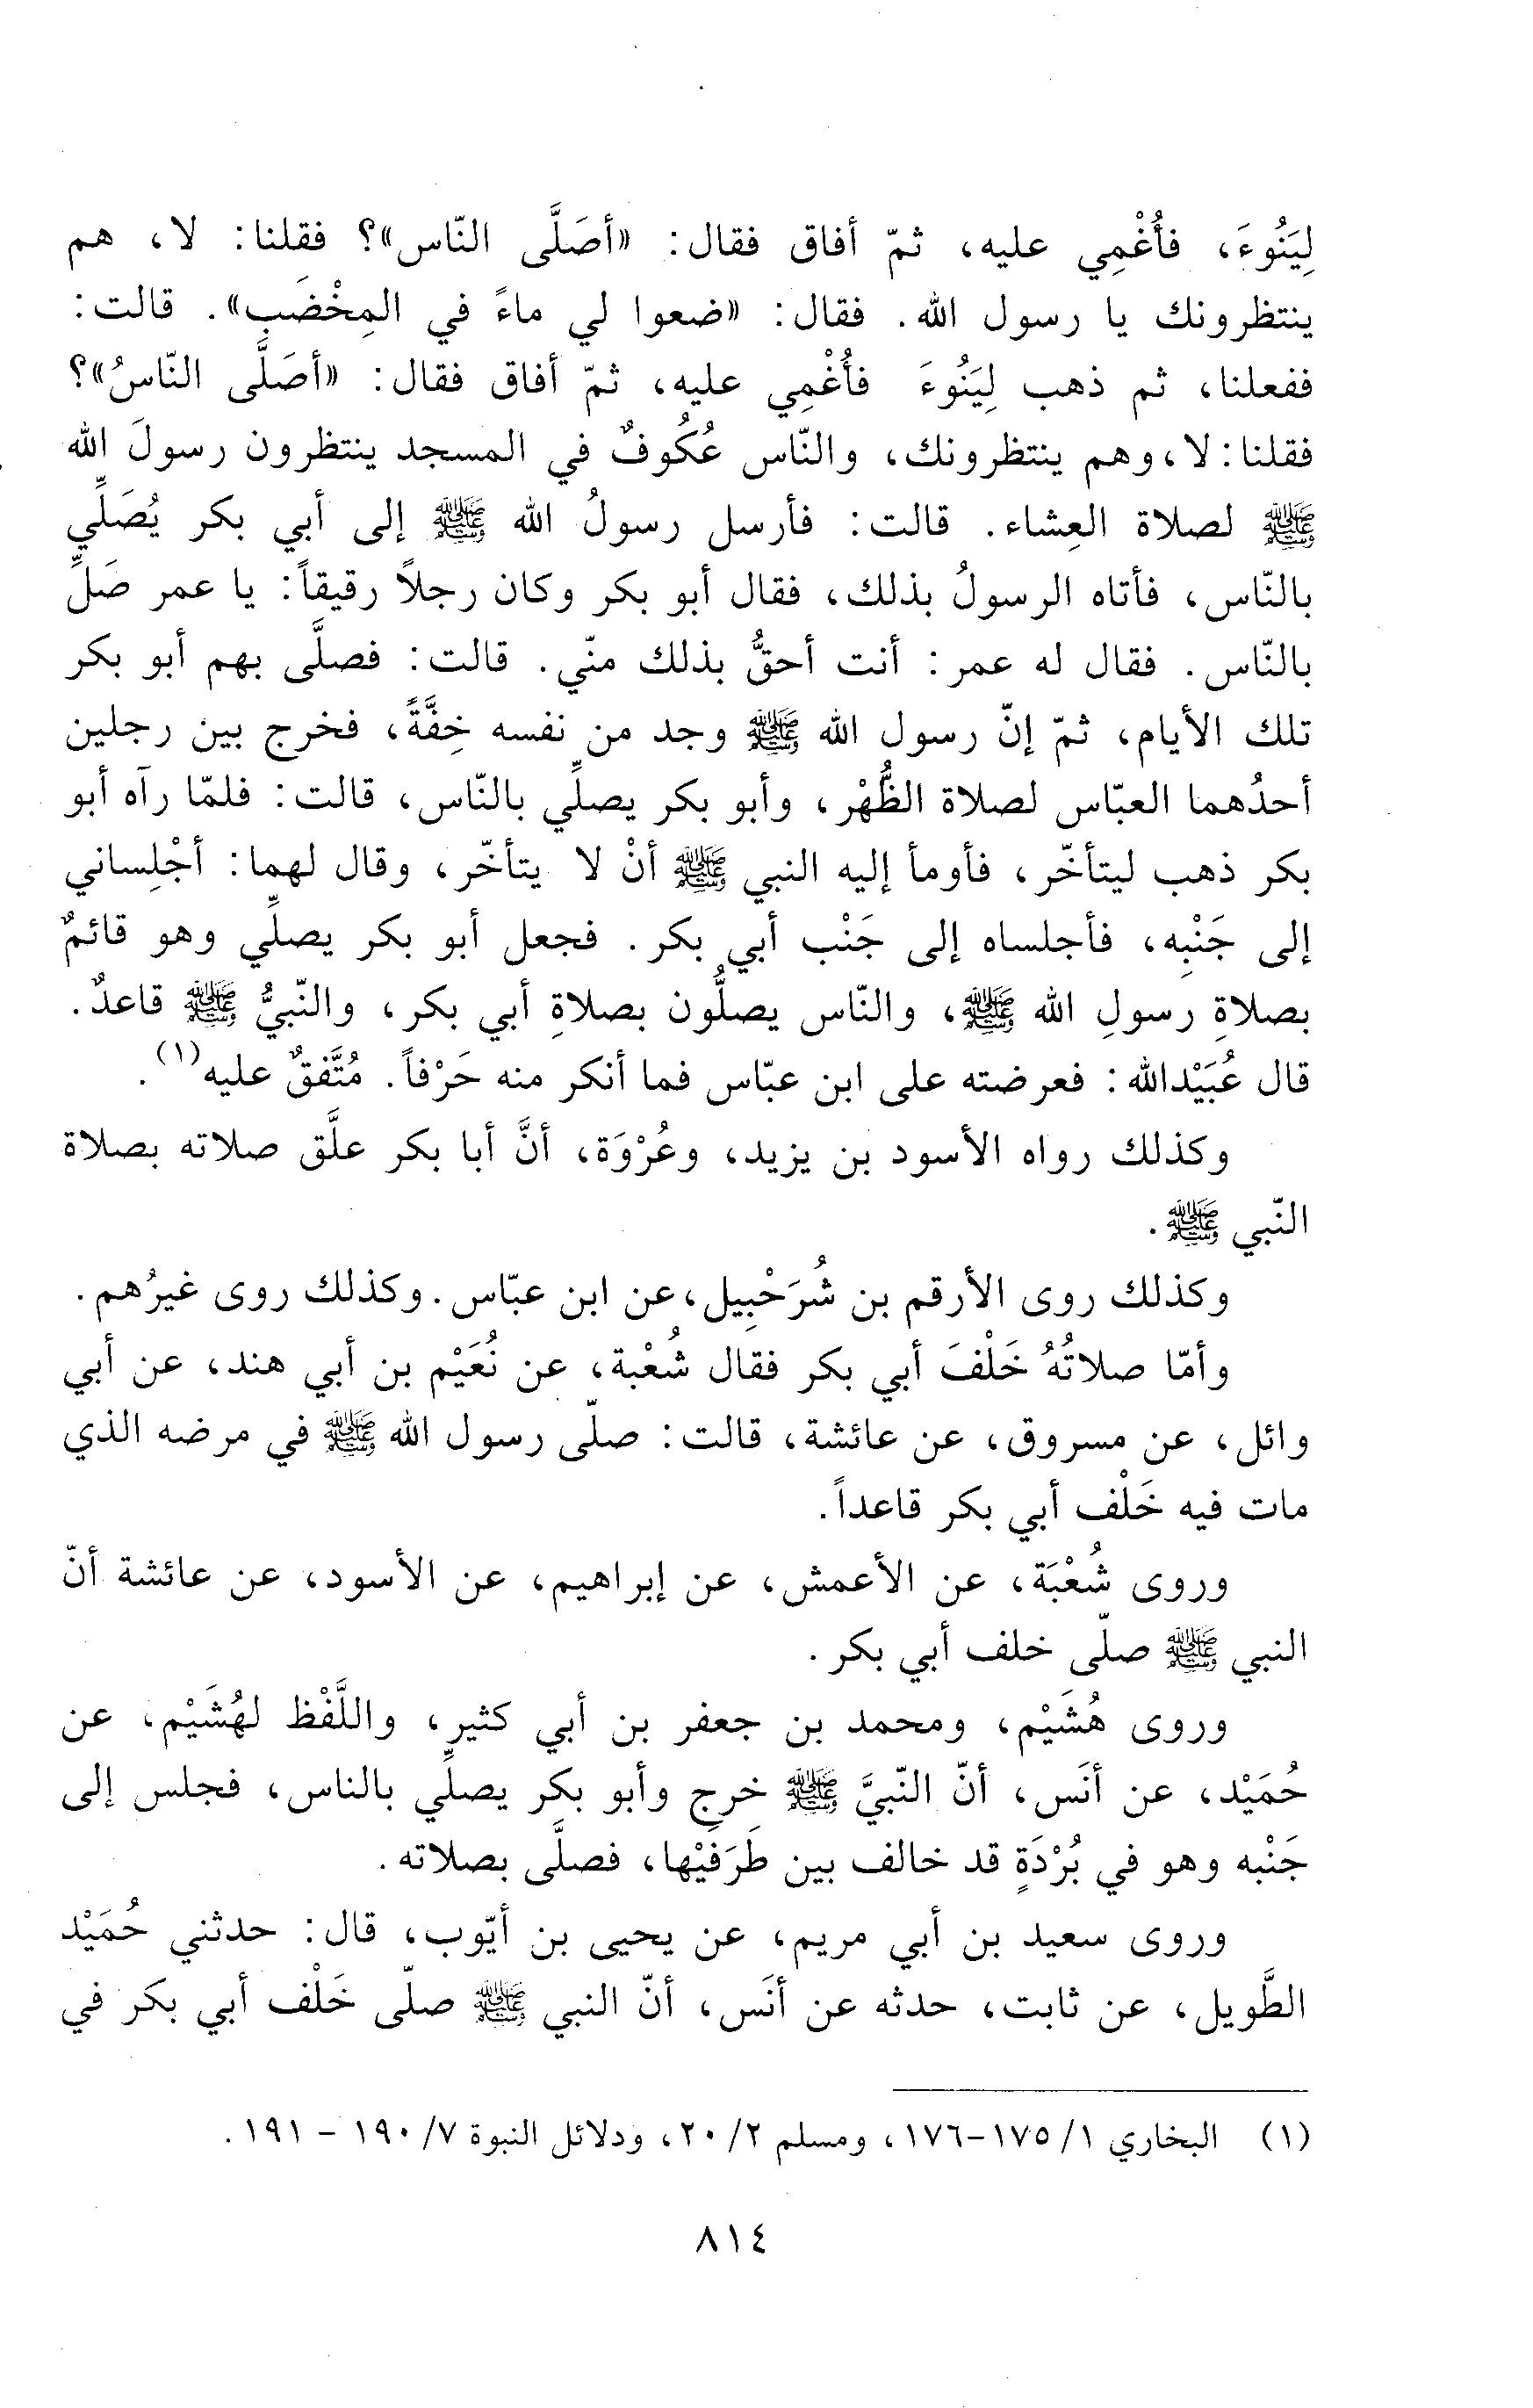 لِيَنُوءَ، فأُغْمِي عليه، ثمّ أفاق فقال: «أصَلَّى النّاس»؟ فقلنا: لا، هم
ينتظرونك يا رسول الله. فقال: «ضعوا لي ماءً في المِخْضَبِ». قالت:
ففعلنا، ثم ذهب لِيَنُوءَ فأُغْمِي عليه، ثمّ أفاق فقال: «أصَلَّى النّاسُ»؟
فقلنا: لا، وهم ينتظرونك، والنّاس عُكُوفٌ في المسجد ينتظرون رسولَ الله
ﷺ لصلاة العِشاء. قالت: فأرسل رسولُ الله ﷺ إلى أبي بكر يُصَلِّي
بالنّاس، فأتاه الرسولُ بذلك، فقال أبو بكر وكان رجلاً رقيقاً: يا عمر صَلِّ
بالنّاس. فقال له عمر: أنت أحقُّ بذلك منّي. قالت: فصلَّى بهم أبو بكر
تلك الأيام، ثمّ إنّ رسول الله ﷺ وجد من نفسه خِفَّةً، فخرج بين رجلين
أحدُهما العبّاس لصلاة الظُّهْر، وأبو بكر يصلِّي بالنّاس، قالت: فلمّا رآه أبو
بكر ذهب ليتأخّر، فأومأ إليه النبي ﷺ أنْ لا يتأخّر، وقال لهما: أجْلِساني
إلى جَنْبِه، فأجلساه إلى جَنْب أبي بكر. فجعل أبو بكر يصلِّي وهو قائمٌ
بصلاةِ رسولِ الله ﷺ، والنّاس يصلُّون بصلاةِ أبي بكر، والنّبيُّ ﷺ قاعدٌ.
قال عُبَيْدالله: فعرضته على ابن عبّاس فما أنكر منه حَرْفاً. مُتَّفقٌ عليه(١).
وكذلك رواه الأسود بن يزيد، وعُرْوَة، أنَّ أبا بكر علَّق صلاته بصلاة
النّبي ﷺ.
وكذلك روى الأرقم بن شُرَحْبِيل، عن ابن عبّاس. وكذلك روى غيرُهم.
وأمّا صلاتُهُ خَلْفَ أبي بكر فقال شُعْبة، عن نُعَيْم بن أبي هند، عن أبي
وائل، عن مسروق، عن عائشة، قالت: صلّى رسول الله ﷺ في مرضه الذي
مات فيه خَلْف أبي بكر قاعداً.
وروى شُعْبَة، عن الأعمش، عن إبراهيم، عن الأسود، عن عائشة أنّ
النبي ﷺ صلّى خلف أبي بكر.
وروى هُشَيْم، ومحمد بن جعفر بن أبي كثير، واللَّفْظ لهُشَيْم، عن
حُمَيْد، عن أنَس، أنّ النّبيَّ ﷺ خرج وأبو بكر يصلِّي بالناس، فجلس إلى
جَنْبه وهو في بُرْدَةٍ قد خالف بين طَرَفَيْها، فصلَّى بصلاته.
وروى سعيد بن أبي مريم، عن يحيى بن أيّوب، قال: حدثني حُمَيْد
الطَّويل، عن ثابت، حدثه عن أنَس، أنّ النبي ﷺ صلّى خَلْف أبي بكر في
(١) البخاري ١/ ١٧٥-١٧٦، ومسلم ٢/ ٢٠، ودلائل النبوة ٧/ ١٩٠ - ١٩١.
٨١٤